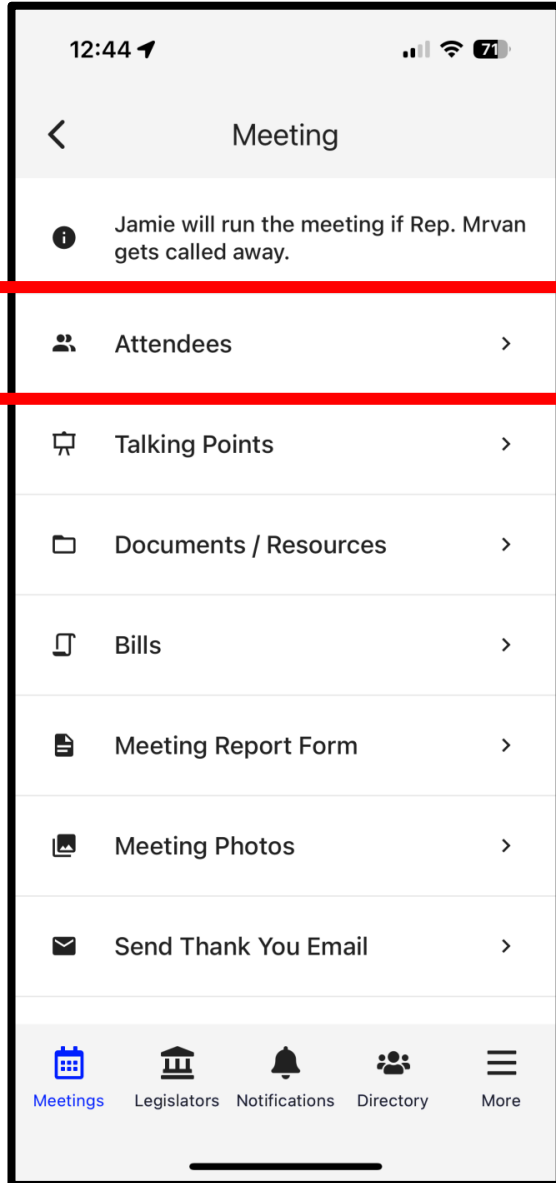 12:44
71
Meeting
Jamie will run the meeting if Rep. Mrvan
gets called away.
Attendees
Talking Points
Documents / Resources
Bills
Meeting Report Form
Meeting Photos
Send Thank You Email
Meetings Legislators Notifications Directory More